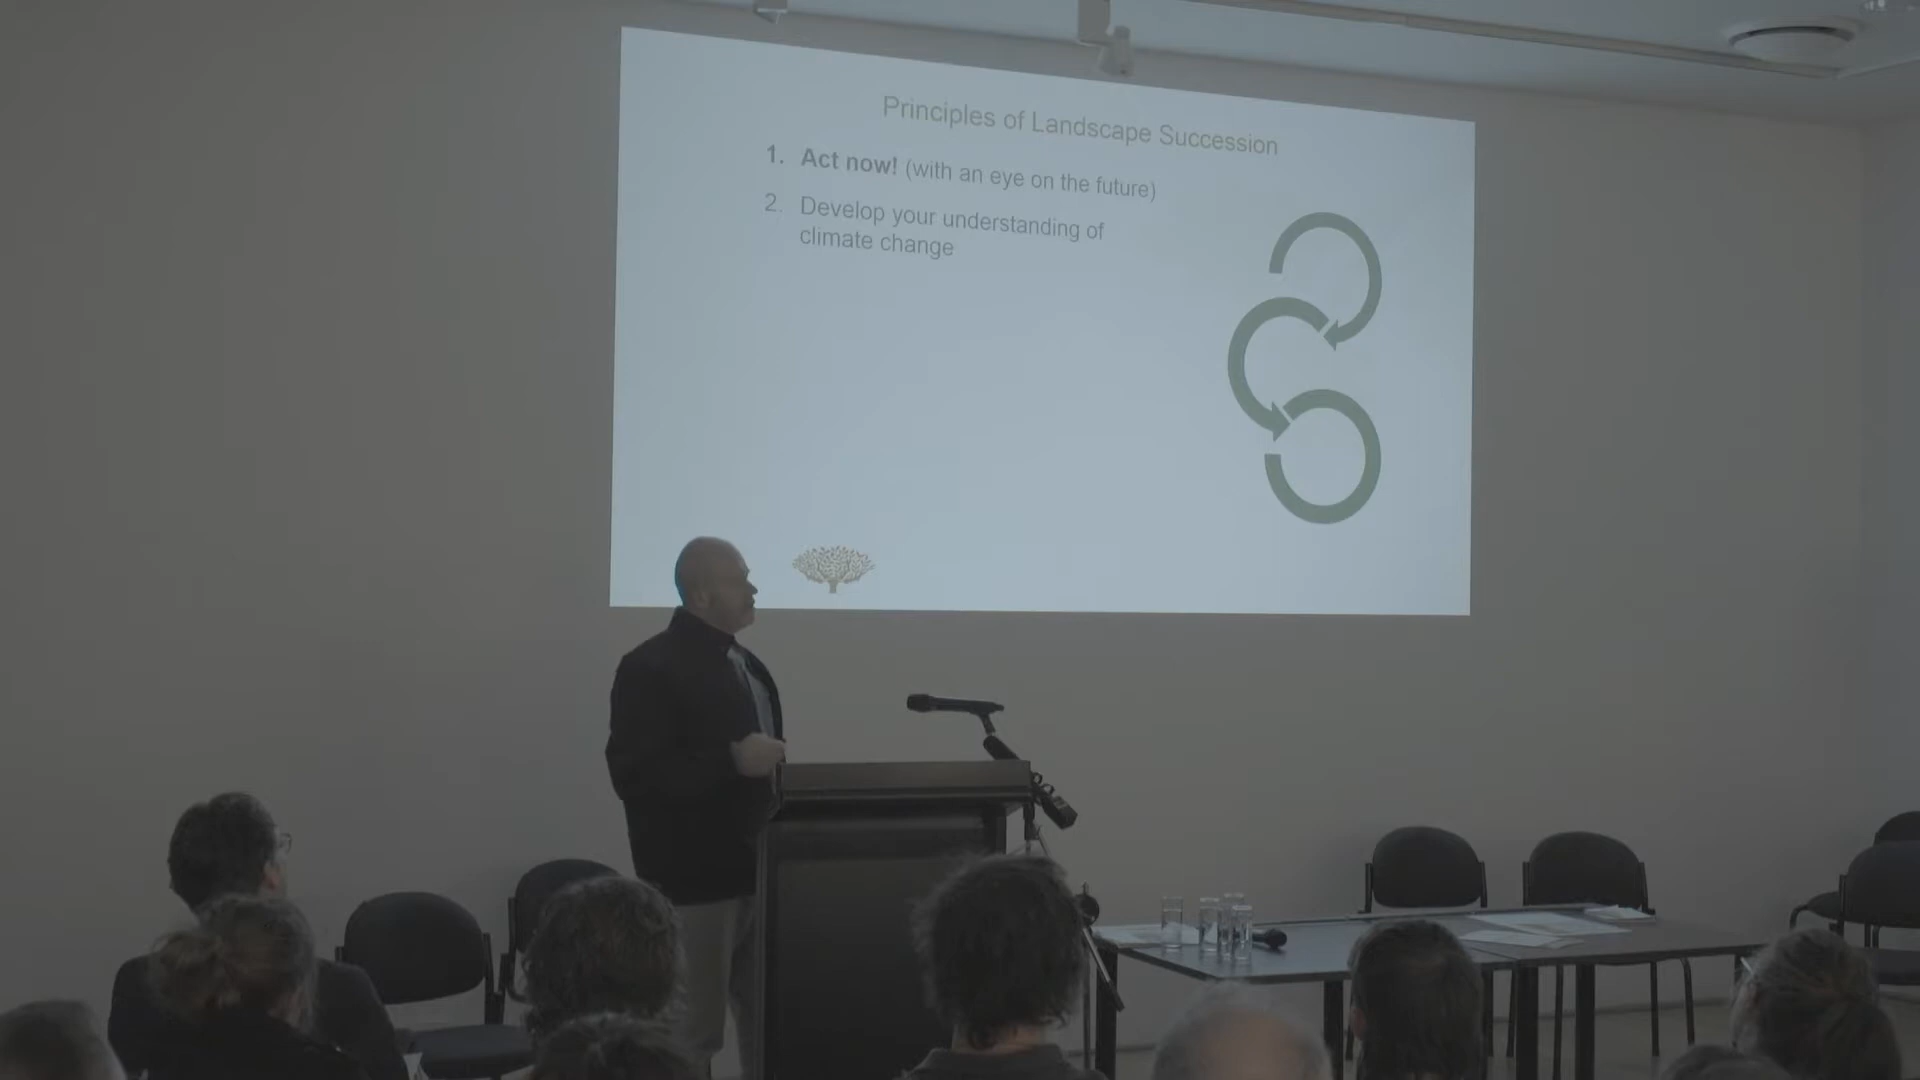 Principles of Landscape Succession
1. Act now! (with an eye on the future)
2. Develop your understanding of
climate change